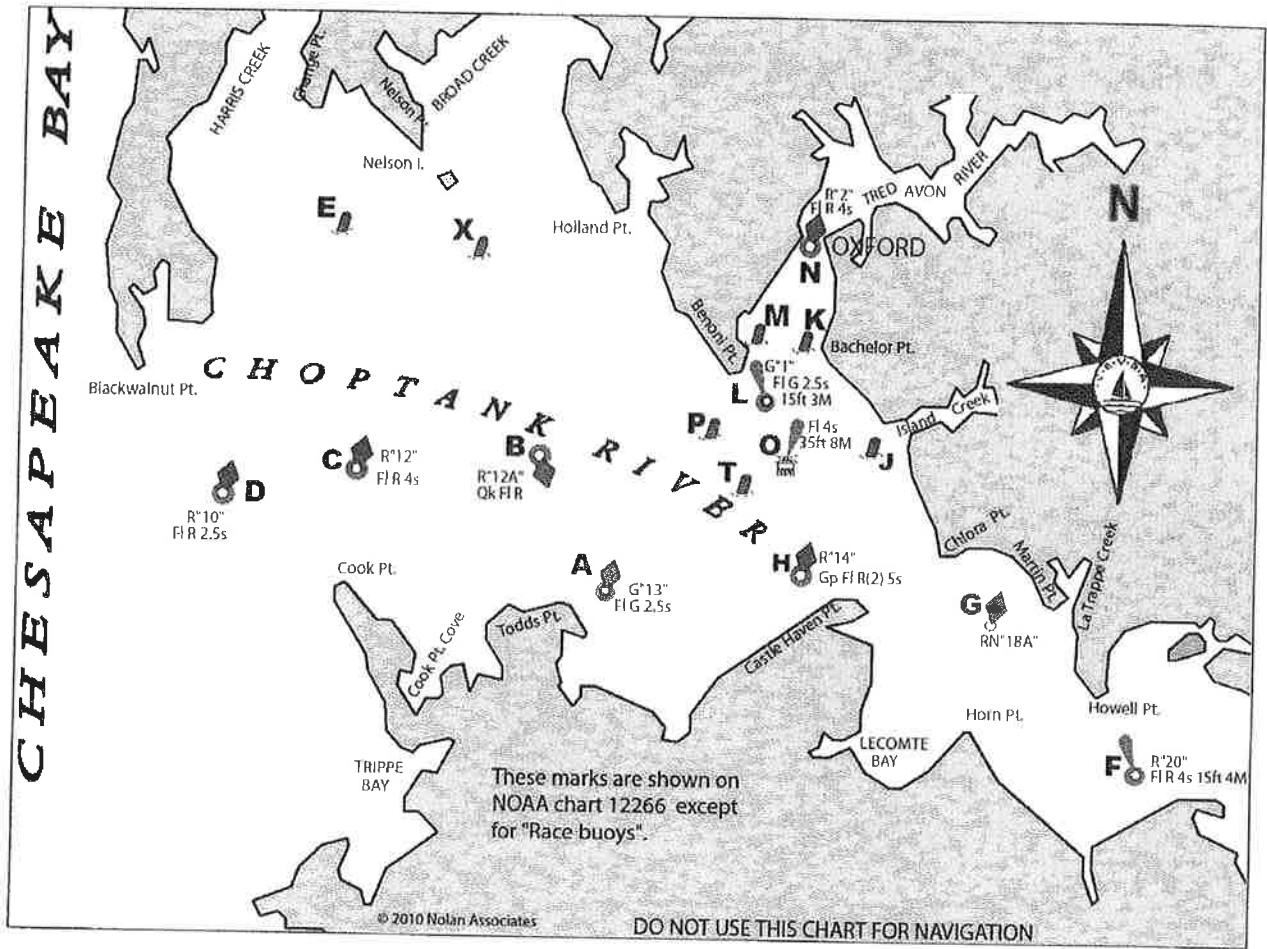 CHESAPEAKE BAY
HARRIS CREEK
Change Pt.
Nelson Pt.
BROAD CREEK
Nelson I.
E
X
Holland Pt.
R"2"
Fl R 4s
TRED AVON RIVER
OXFORD
N
N
Benoni Pt.
M
K
Bachelor Pt.
Blackwalnut Pt.
CHOPTANK RIVER
G"1"
Fl G 2.5s
15ft 3M
L
Island Creek
P
O
Fl 4s
35ft 8M
J
T
B
R"12A"
Qk Fl R
C
R"12"
Fl R 4s
D
R"10"
Fl R 2.5s
Chlora Pt.
Martin Pt.
La Trappe Creek
Cook Pt.
A
G"13"
Fl G 2.5s
H
R"14"
Gp Fl R(2) 5s
G
RN"18A"
Cook Pt. Cove
Todds Pt.
Castle Haven Pt.
Horn Pt.
Howell Pt.
TRIPPE
BAY
LECOMTE
BAY
F
R"20"
Fl R 4s 15ft 4M
These marks are shown on
NOAA chart 12266 except
for "Race buoys".
© 2010 Nolan Associates
DO NOT USE THIS CHART FOR NAVIGATION